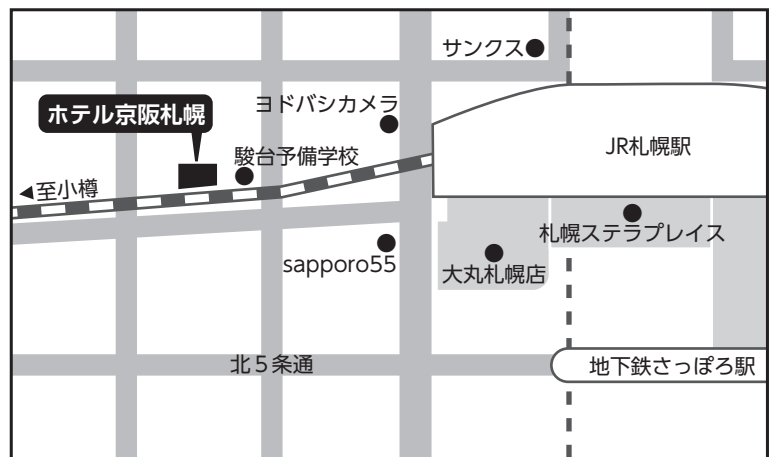 サンクス
ヨドバシカメラ
ホテル京阪札幌
JR札幌駅
駿台予備学校
◀至小樽
札幌ステラプレイス
sapporo55
大丸札幌店
北5条通
地下鉄さっぽろ駅